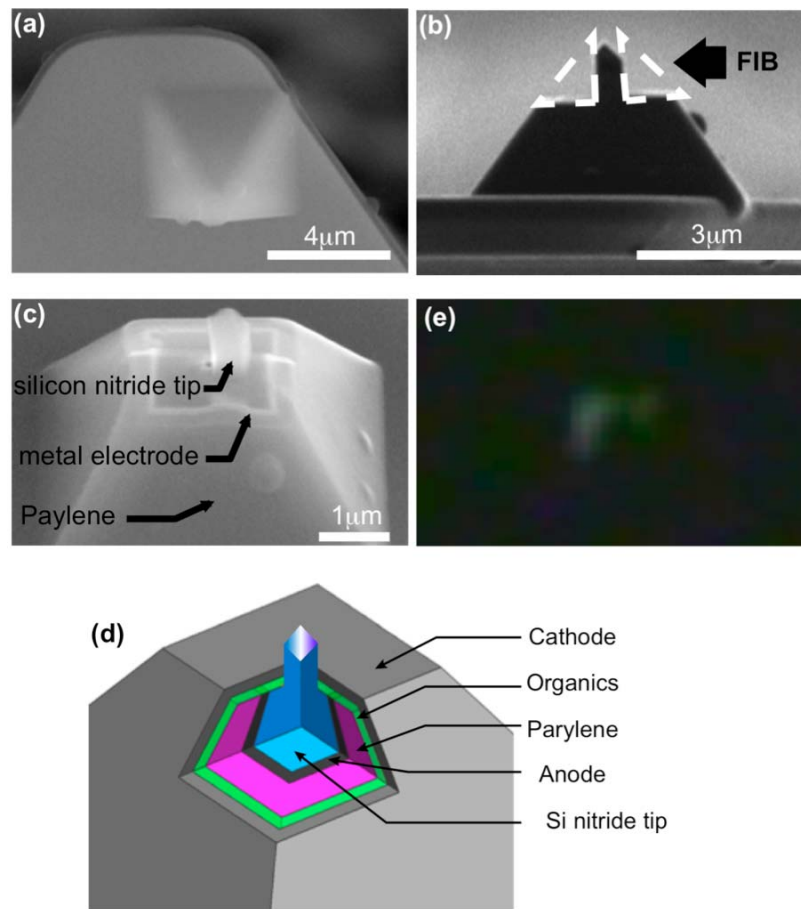 (a)
4μm
(b)
FIB
3μm
(c)
silicon nitride tip
metal electrode
Paylene
1μm
(e)
(d)
Cathode
Organics
Parylene
Anode
Si nitride tip